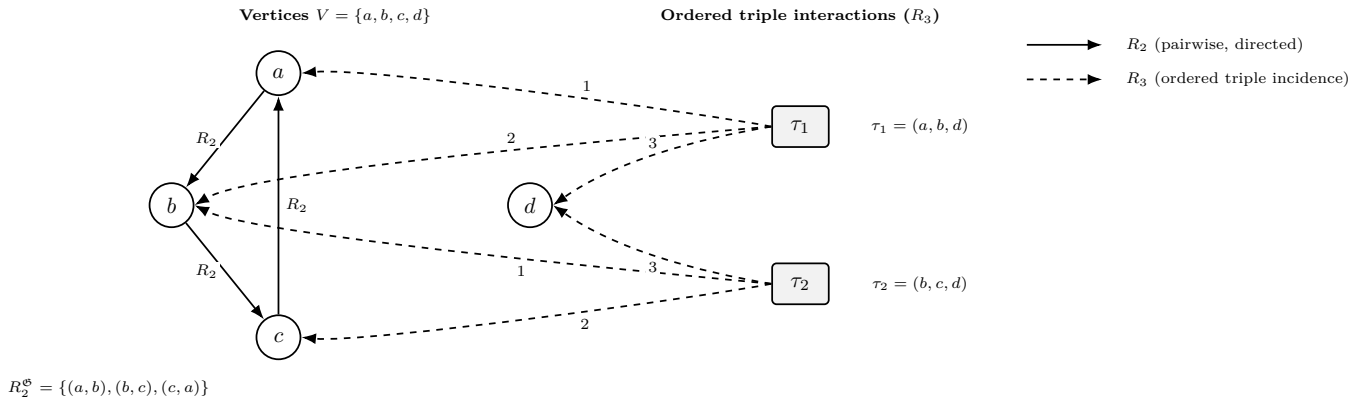 Vertices V = {a, b, c, d}
Ordered triple interactions (R₃)
R₂ (pairwise, directed)
R₃ (ordered triple incidence)
a
1
τ₁
τ₁ = (a, b, d)
R₂
2
3
b
R₂
d
R₂
1
3
τ₂
τ₂ = (b, c, d)
2
c
R₂^𝔊 = {(a, b), (b, c), (c, a)}